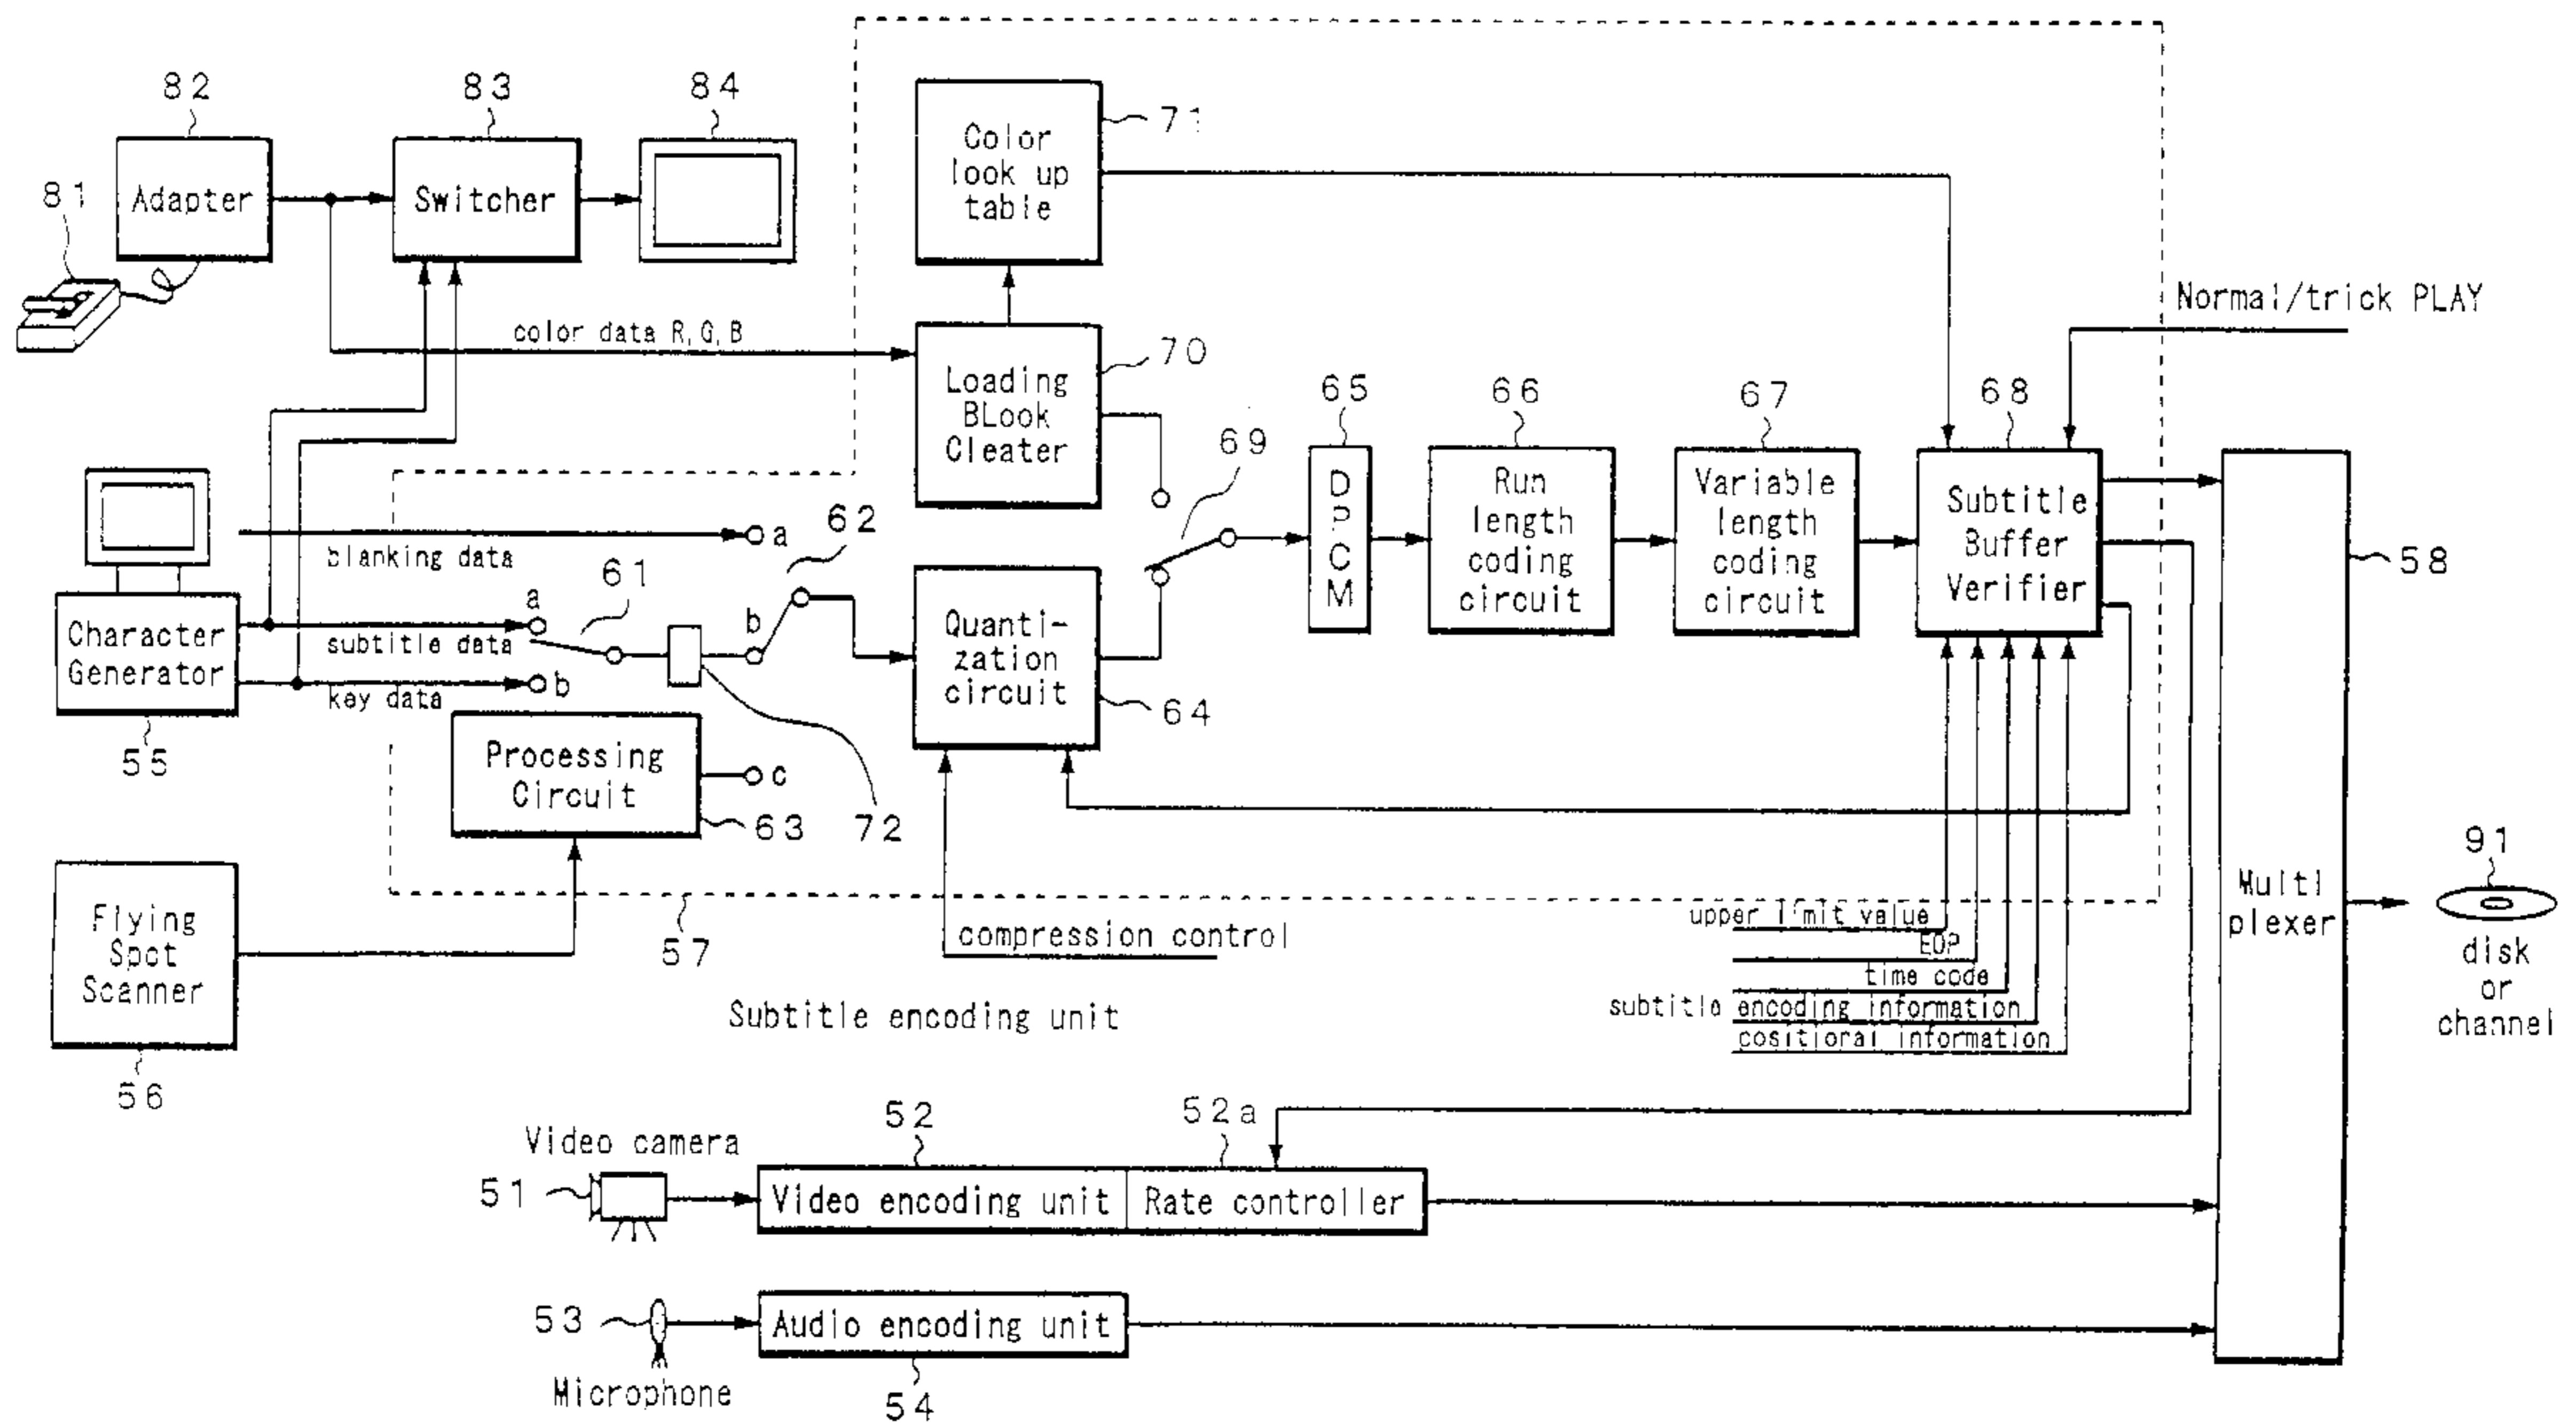 82
83
84
81
Adapter
Switcher
Color
look up
table
71
Normal/trick PLAY
color data R,G,B
Loading
BLook
Cleater
70
65
66
67
68
69
62
61
a
blanking data
a
subtitle data
b
b
key data
Character
Generator
55
Quanti-
zation
circuit
64
D
P
C
M
Run
length
coding
circuit
Variable
length
coding
circuit
Subtitle
Buffer
Verifier
58
Processing
Circuit
c
63
72
91
Multi
plexer
disk
or
channel
Flying
Spot
Scanner
56
57
compression control
upper limit value
EOP
time code
subtitle encoding information
cositioral information
Subtitle encoding unit
Video camera
51
52
52a
Video encoding unit
Rate controller
53
Audio encoding unit
Microphone
54